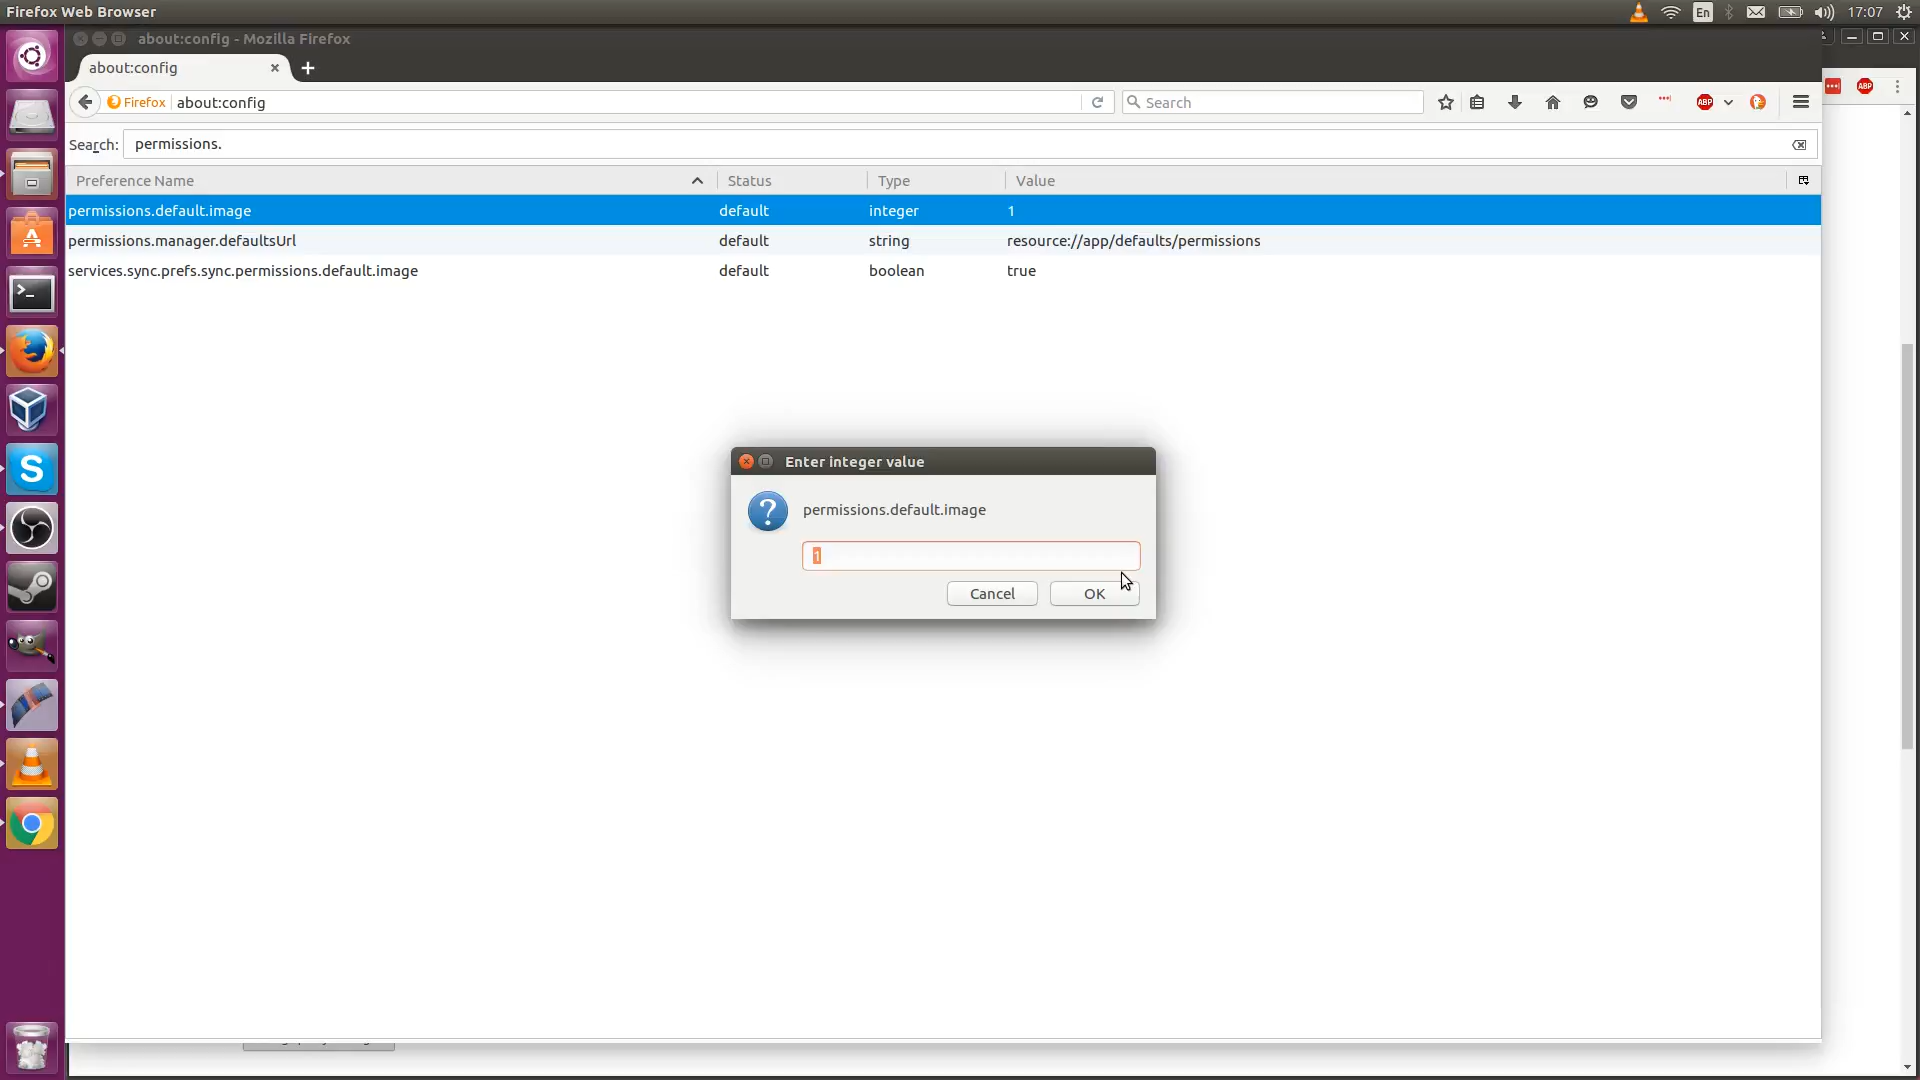 Firefox Web Browser
En
17:07
about:config - Mozilla Firefox
about:config
Firefox
about:config
Search
ABP
ABP
Search:
permissions.
Preference Name
Status
Type
Value
permissions.default.image
default
integer
1
permissions.manager.defaultsUrl
default
string
resource://app/defaults/permissions
services.sync.prefs.sync.permissions.default.image
default
boolean
true
Enter integer value
permissions.default.image
1
Cancel
OK